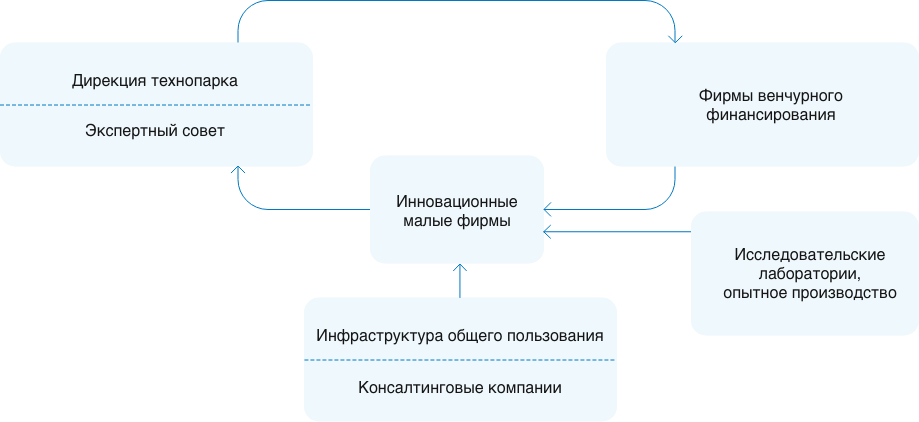 Дирекция технопарка
Экспертный совет
Фирмы венчурного
финансирования
Инновационные
малые фирмы
Исследовательские
лаборатории,
опытное производство
Инфраструктура общего пользования
Консалтинговые компании